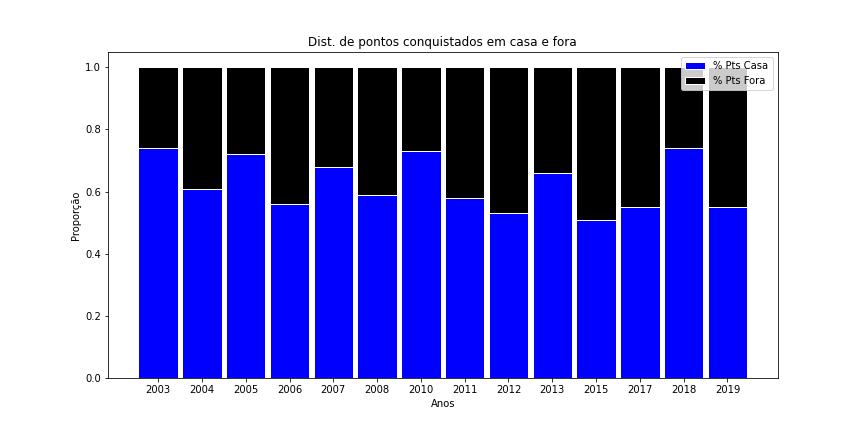 Dist. de pontos conquistados em casa e fora
% Pts Casa
% Pts Fora
1.0
0.8
0.6
0.4
0.2
0.0
Proporção
2003 2004 2005 2006 2007 2008 2010 2011 2012 2013 2015 2017 2018 2019
Anos